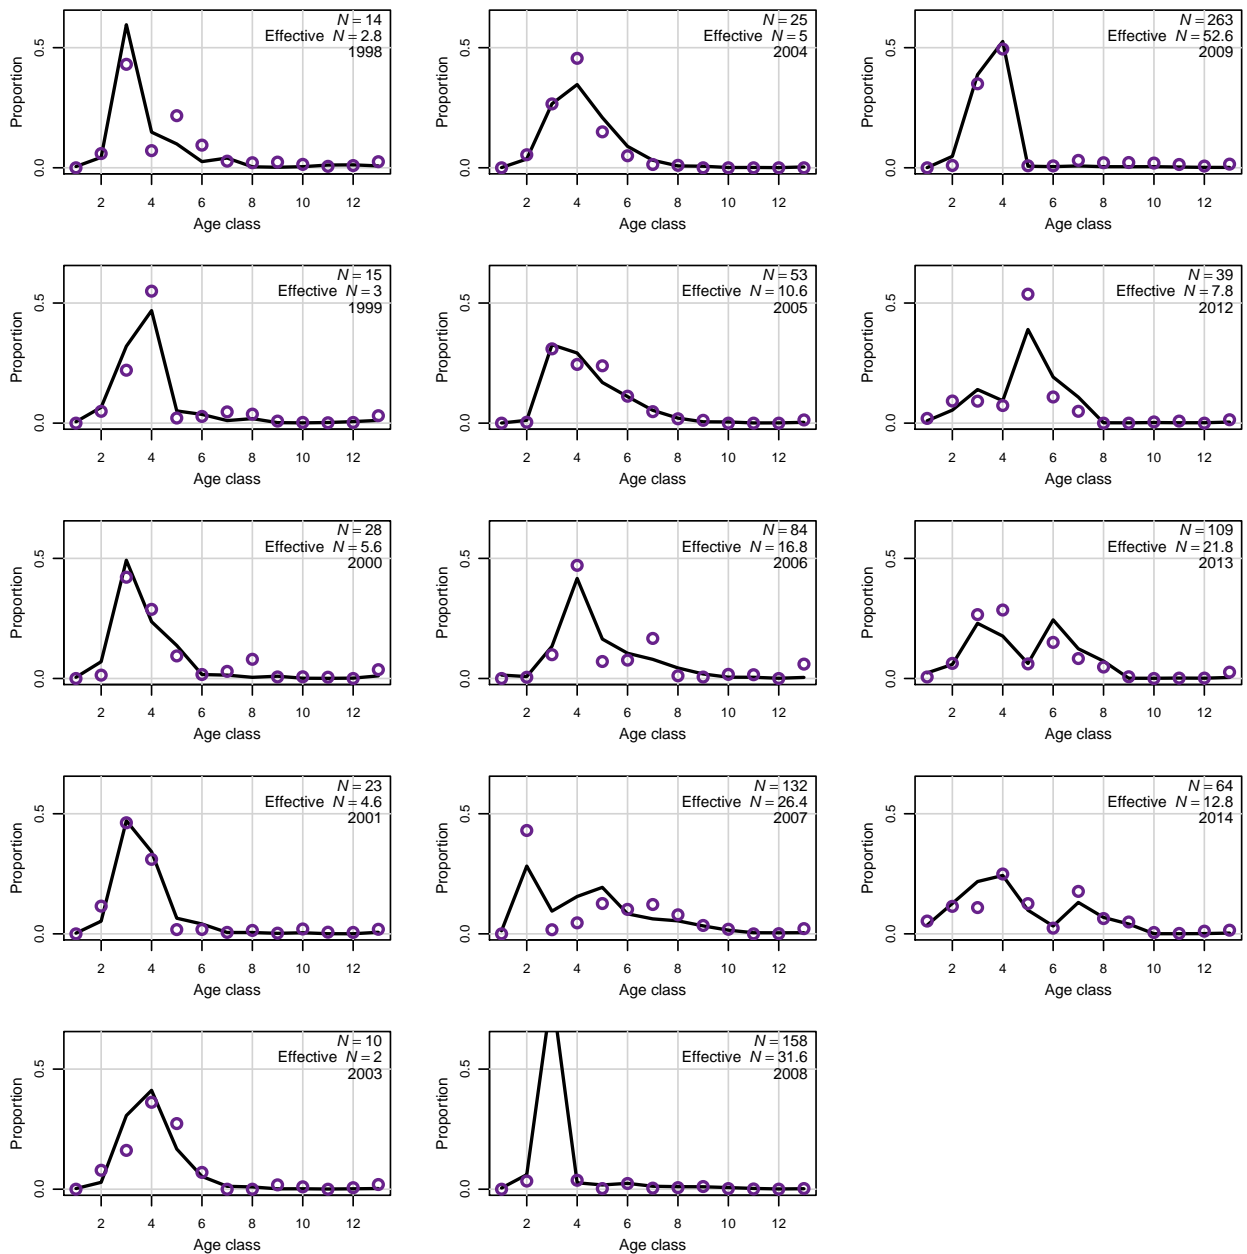 N = 14
Effective N = 2.8
1998
0.5
0.0
Proportion
2 4 6 8 10 12
Age class
N = 15
Effective N = 3
1999
0.5
0.0
Proportion
2 4 6 8 10 12
Age class
N = 28
Effective N = 5.6
2000
0.5
0.0
Proportion
2 4 6 8 10 12
Age class
N = 23
Effective N = 4.6
2001
0.5
0.0
Proportion
2 4 6 8 10 12
Age class
N = 10
Effective N = 2
2003
0.5
0.0
Proportion
2 4 6 8 10 12
Age class
N = 25
Effective N = 5
2004
0.5
0.0
Proportion
2 4 6 8 10 12
Age class
N = 53
Effective N = 10.6
2005
0.5
0.0
Proportion
2 4 6 8 10 12
Age class
N = 84
Effective N = 16.8
2006
0.5
0.0
Proportion
2 4 6 8 10 12
Age class
N = 132
Effective N = 26.4
2007
0.5
0.0
Proportion
2 4 6 8 10 12
Age class
N = 158
Effective N = 31.6
2008
0.5
0.0
Proportion
2 4 6 8 10 12
Age class
N = 263
Effective N = 52.6
2009
0.5
0.0
Proportion
2 4 6 8 10 12
Age class
N = 39
Effective N = 7.8
2012
0.5
0.0
Proportion
2 4 6 8 10 12
Age class
N = 109
Effective N = 21.8
2013
0.5
0.0
Proportion
2 4 6 8 10 12
Age class
N = 64
Effective N = 12.8
2014
0.5
0.0
Proportion
2 4 6 8 10 12
Age class